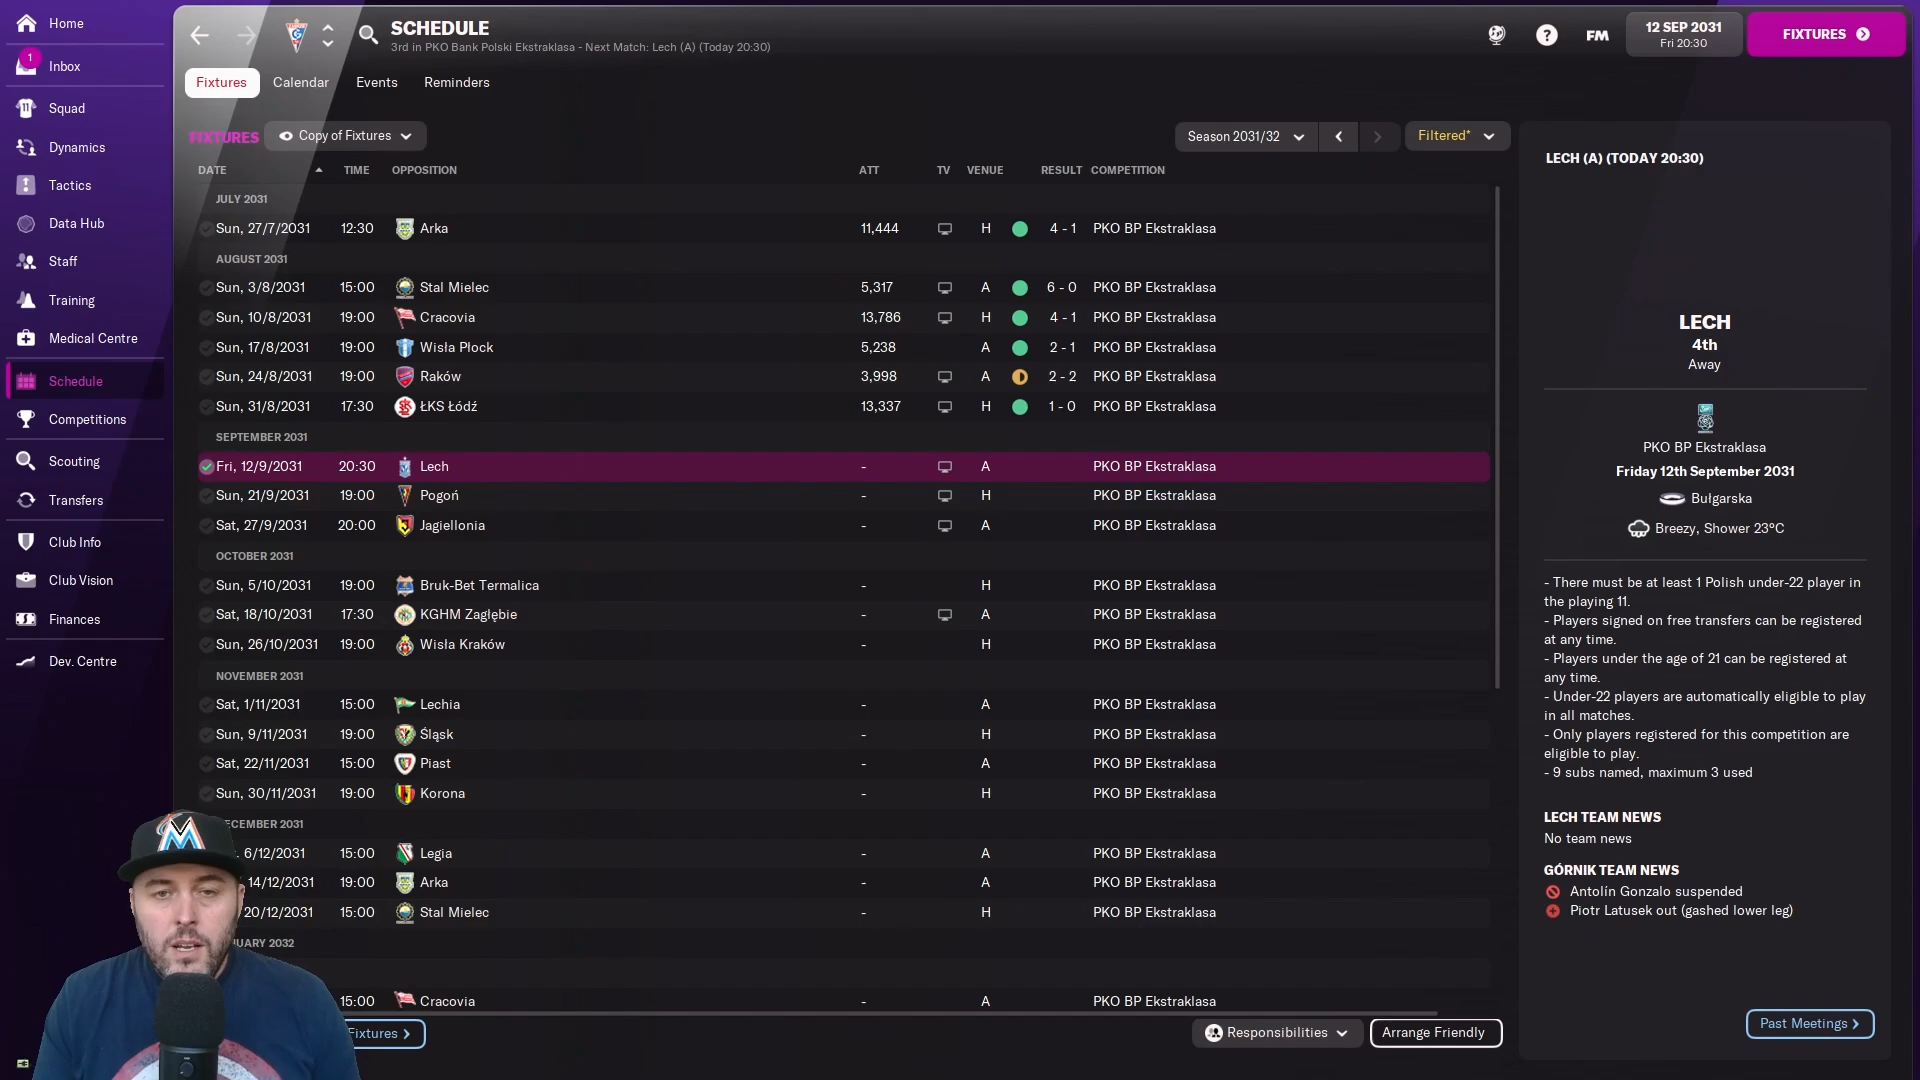 Home
1
Inbox
Squad
Dynamics
Tactics
Data Hub
Staff
Training
Medical Centre
Schedule
Competitions
Scouting
Transfers
Club Info
Club Vision
Finances
Dev. Centre
SCHEDULE
3rd in PKO Bank Polski Ekstraklasa - Next Match: Lech (A) (Today 20:30)
?
FM
12 SEP 2031
Fri 20:30
FIXTURES
Fixtures Calendar Events Reminders
FIXTURES Copy of Fixtures Season 2031/32 Filtered*
DATE TIME OPPOSITION ATT TV VENUE RESULT COMPETITION
JULY 2031
Sun, 27/7/2031 12:30 Arka 11,444 H 4 - 1 PKO BP Ekstraklasa
AUGUST 2031
Sun, 3/8/2031 15:00 Stal Mielec 5,317 A 6 - 0 PKO BP Ekstraklasa
Sun, 10/8/2031 19:00 Cracovia 13,786 H 4 - 1 PKO BP Ekstraklasa
Sun, 17/8/2031 19:00 Wisła Płock 5,238 A 2 - 1 PKO BP Ekstraklasa
Sun, 24/8/2031 19:00 Raków 3,998 A 2 - 2 PKO BP Ekstraklasa
Sun, 31/8/2031 17:30 ŁKS Łódź 13,337 H 1 - 0 PKO BP Ekstraklasa
SEPTEMBER 2031
Fri, 12/9/2031 20:30 Lech - A PKO BP Ekstraklasa
Sun, 21/9/2031 19:00 Pogoń - H PKO BP Ekstraklasa
Sat, 27/9/2031 20:00 Jagiellonia - A PKO BP Ekstraklasa
OCTOBER 2031
Sun, 5/10/2031 19:00 Bruk-Bet Termalica - H PKO BP Ekstraklasa
Sat, 18/10/2031 17:30 KGHM Zagłębie - A PKO BP Ekstraklasa
Sun, 26/10/2031 19:00 Wisła Kraków - H PKO BP Ekstraklasa
NOVEMBER 2031
Sat, 1/11/2031 15:00 Lechia - A PKO BP Ekstraklasa
Sun, 9/11/2031 19:00 Śląsk - H PKO BP Ekstraklasa
Sat, 22/11/2031 15:00 Piast - A PKO BP Ekstraklasa
Sun, 30/11/2031 19:00 Korona - H PKO BP Ekstraklasa
ECEMBER 2031
6/12/2031 15:00 Legia - A PKO BP Ekstraklasa
14/12/2031 19:00 Arka - A PKO BP Ekstraklasa
20/12/2031 15:00 Stal Mielec - H PKO BP Ekstraklasa
UARY 2032
15:00 Cracovia - A PKO BP Ekstraklasa
Fixtures Responsibilities Arrange Friendly
LECH (A) (TODAY 20:30)
LECH
4th
Away
PKO BP Ekstraklasa
Friday 12th September 2031
Bułgarska
Breezy, Shower 23ºC
- There must be at least 1 Polish under-22 player in
the playing 11.
- Players signed on free transfers can be registered
at any time.
- Players under the age of 21 can be registered at
any time.
- Under-22 players are automatically eligible to play
in all matches.
- Only players registered for this competition are
eligible to play.
- 9 subs named, maximum 3 used
LECH TEAM NEWS
No team news
GÓRNIK TEAM NEWS
Antolín Gonzalo suspended
Piotr Latusek out (gashed lower leg)
Past Meetings
M